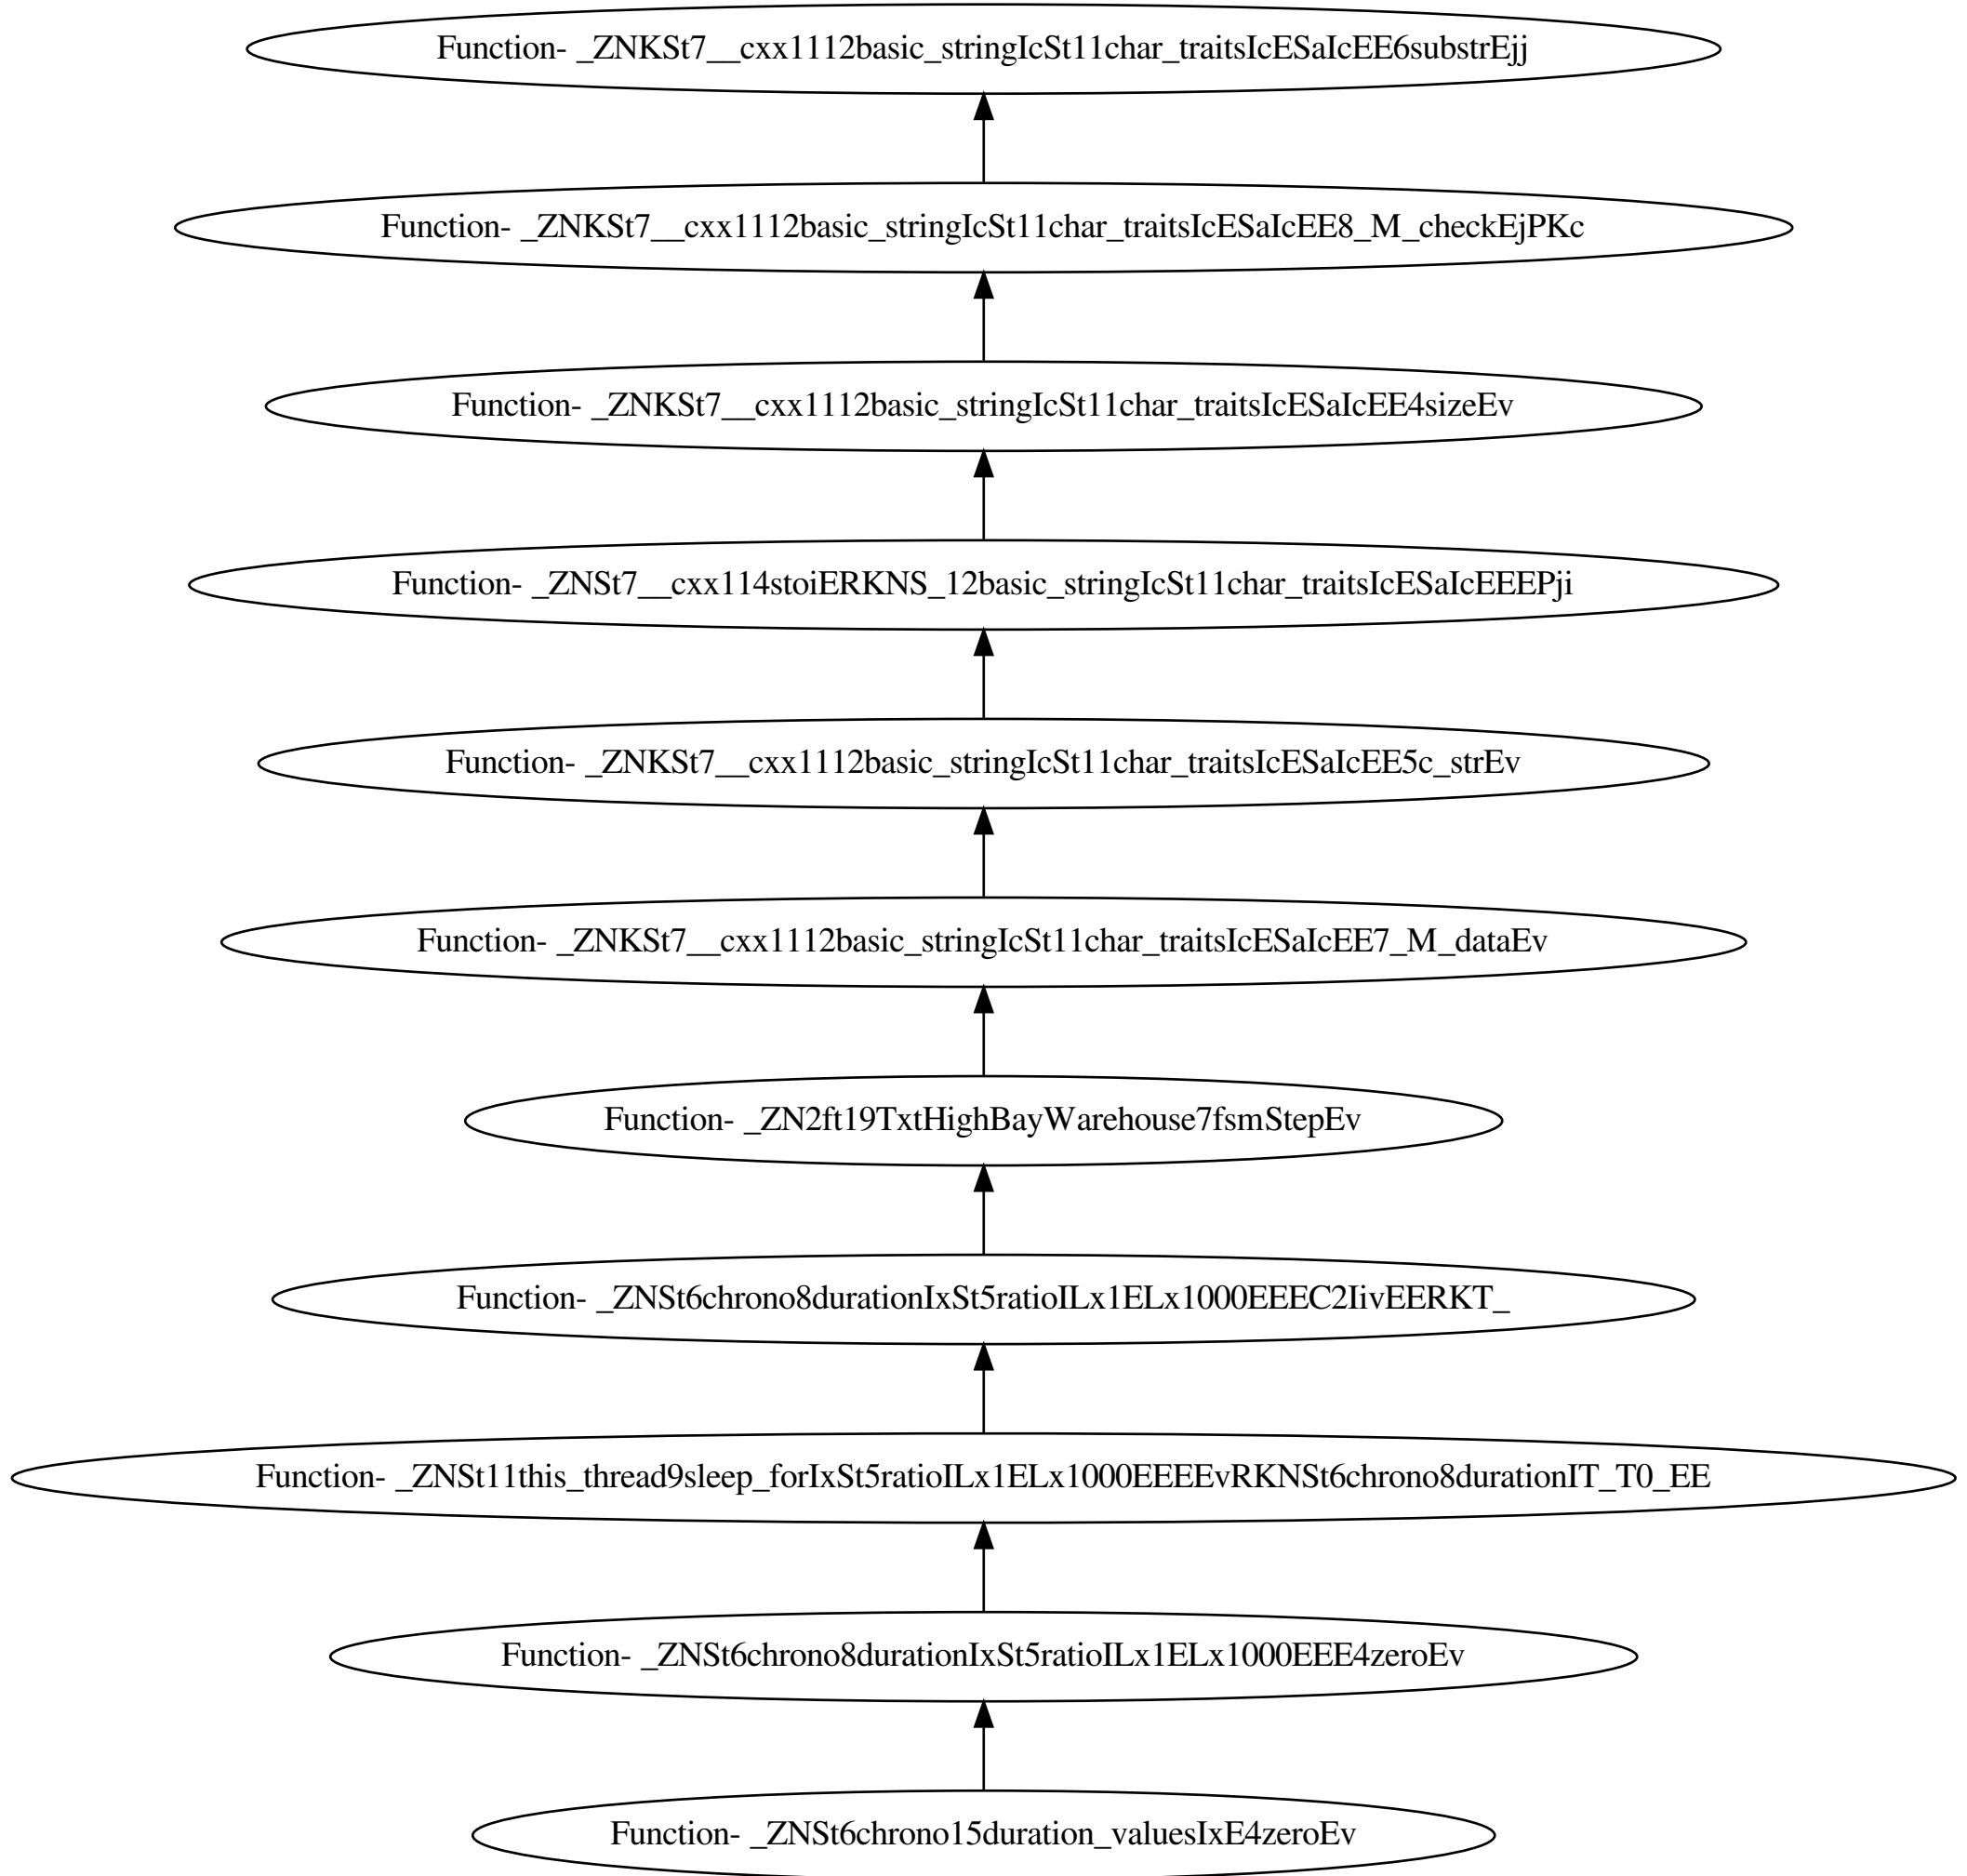 Function- _ZNKSt7__cxx1112basic_stringIcSt11char_traitsIcESaIcEE6substrEjj
Function- _ZNKSt7__cxx1112basic_stringIcSt11char_traitsIcESaIcEE8_M_checkEjPKc
Function- _ZNKSt7__cxx1112basic_stringIcSt11char_traitsIcESaIcEE4sizeEv
Function- _ZNSt7__cxx114stoiERKNS_12basic_stringIcSt11char_traitsIcESaIcEEEPji
Function- _ZNKSt7__cxx1112basic_stringIcSt11char_traitsIcESaIcEE5c_strEv
Function- _ZNKSt7__cxx1112basic_stringIcSt11char_traitsIcESaIcEE7_M_dataEv
Function- _ZN2ft19TxtHighBayWarehouse7fsmStepEv
Function- _ZNSt6chrono8durationIxSt5ratioILx1ELx1000EEEC2IivEERKT_
Function- _ZNSt11this_thread9sleep_forIxSt5ratioILx1ELx1000EEEEvRKNSt6chrono8durationIT_T0_EE
Function- _ZNSt6chrono8durationIxSt5ratioILx1ELx1000EEE4zeroEv
Function- _ZNSt6chrono15duration_valuesIxE4zeroEv